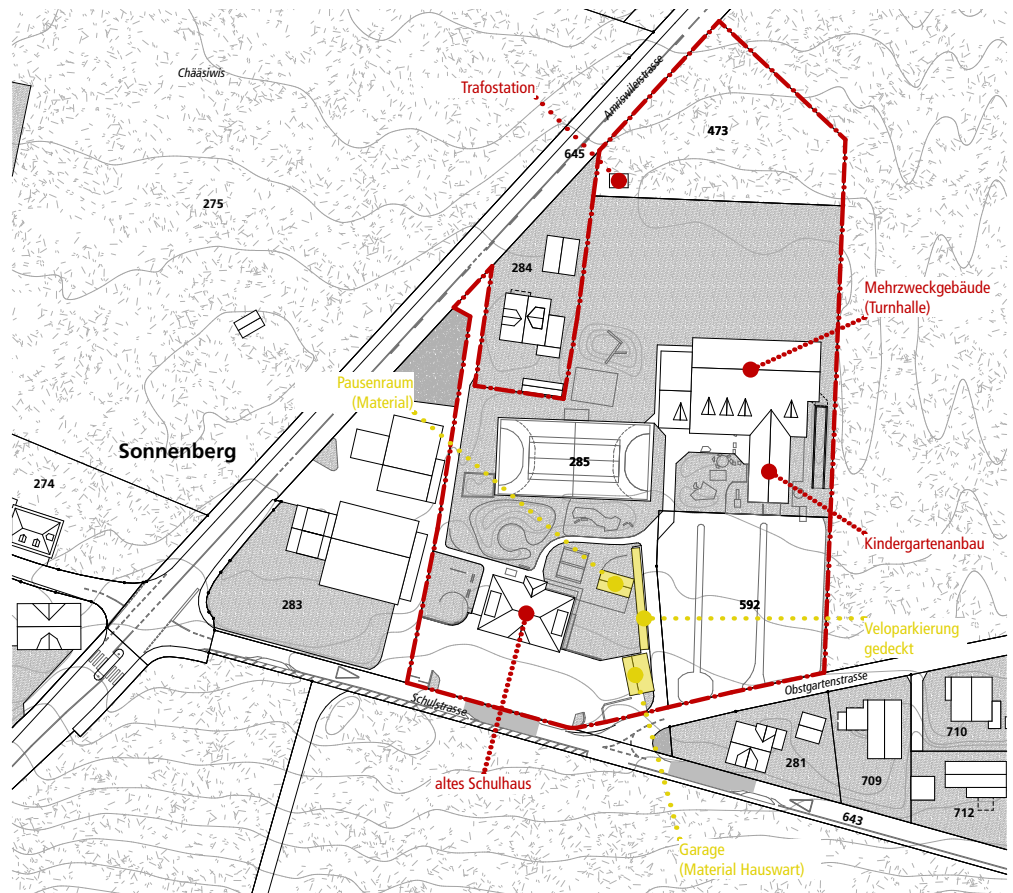 Chääsiwis
Amriswilerstrasse
Trafostation
473
645
275
284
Mehrzweckgebäude
(Turnhalle)
Pausenraum
(Material)
Sonnenberg
285
274
Kindergartenanbau
283
592
Veloparkierung
gedeckt
Obstgartenstrasse
Schulstrasse
710
281
709
altes Schulhaus
712
643
Garage
(Material Hauswart)